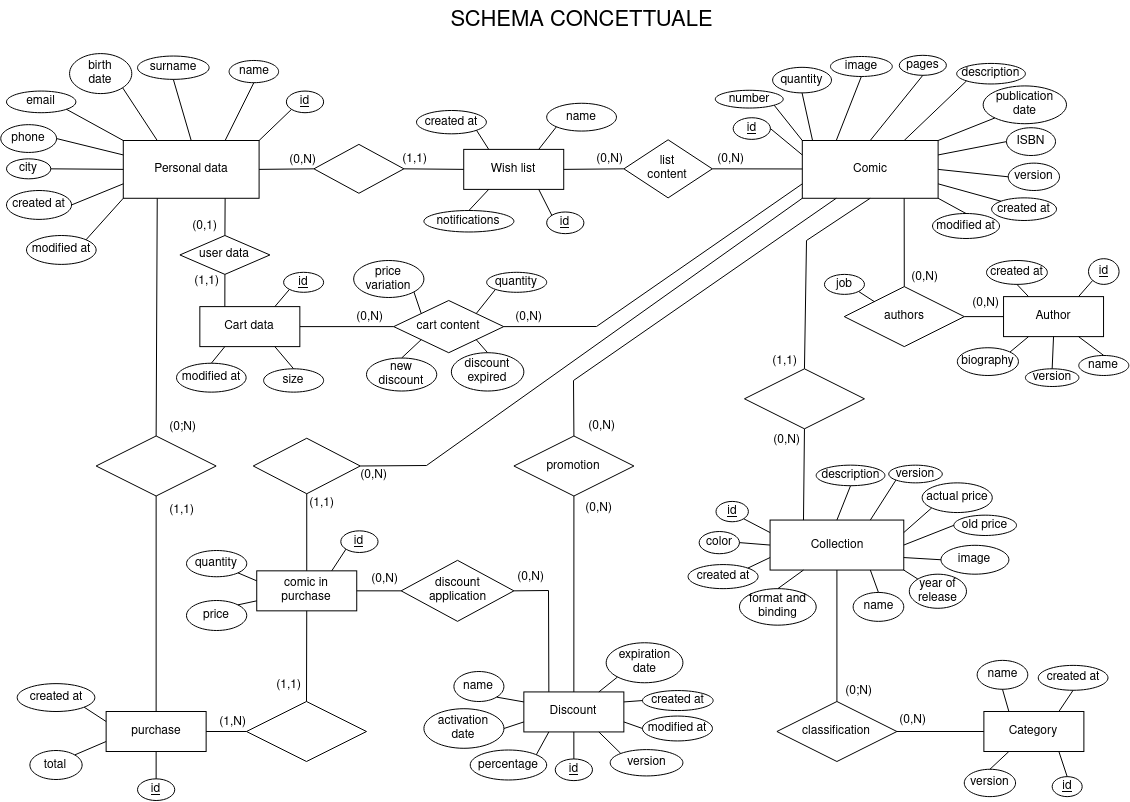 SCHEMA CONCETTUALE
birth
date
surname
name
email
id
phone
city
created at
modified at
Personal data
(0,N)
(1,1)
created at
name
Wish list
notifications
id
(0,N)
list
content
(0,N)
number
quantity
image
pages
description
publication
date
id
ISBN
version
created at
modified at
Comic
(0,1)
user data
(1,1)
id
Cart data
modified at
size
(0,N)
price
variation
quantity
cart content
(0,N)
new
discount
discount
expired
(0,N)
job
authors
(0,N)
created at
id
Author
biography
version
name
(1,1)
(0,N)
(0;N)
(1,1)
(0,N)
(1,1)
(0,N)
promotion
(0,N)
description
version
actual price
id
old price
color
Collection
image
created at
format and
binding
name
year of
release
quantity
id
comic in
purchase
price
(0,N)
discount
application
(0,N)
(1,1)
expiration
date
name
created at
Discount
activation
date
modified at
percentage
id
version
created at
purchase
total
id
(1,N)
(0;N)
classification
(0,N)
name
created at
Category
version
id